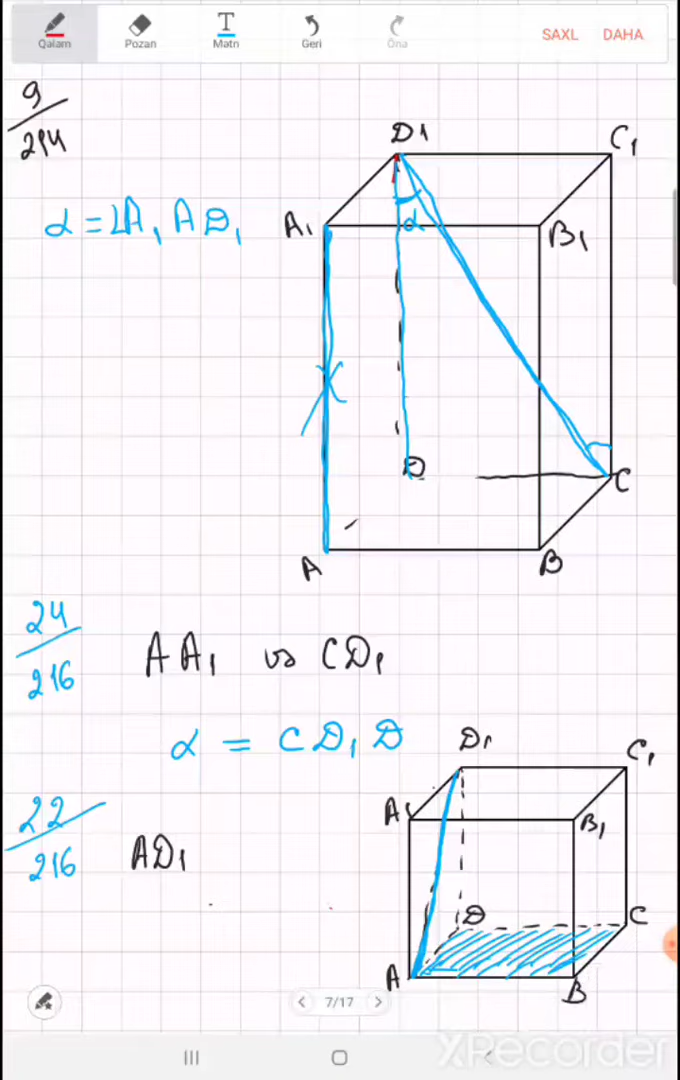 Qələm Pozan Mətn Geri Önə SAXL DAHA
9/214
α = ∠A₁AD₁
D₁ C₁
A₁ B₁
α
D C
A B
24/216
AA₁ və CD₁
α = CD₁D
22/216
AD₁
D₁ C₁
A₁ B₁
D C
A B
7/17
XRecorder